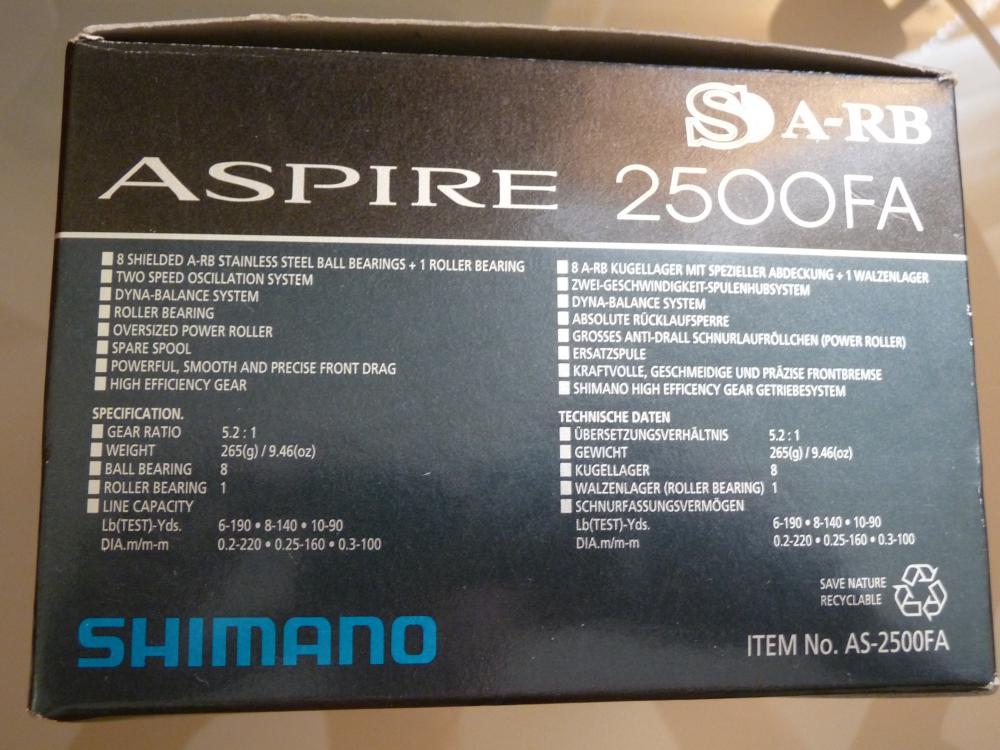 S A-RB
ASPIRE 2500FA
8 SHIELDED A-RB STAINLESS STEEL BALL BEARINGS + 1 ROLLER BEARING
TWO SPEED OSCILLATION SYSTEM
DYNA-BALANCE SYSTEM
ROLLER BEARING
OVERSIZED POWER ROLLER
SPARE SPOOL
POWERFUL, SMOOTH AND PRECISE FRONT DRAG
HIGH EFFICIENCY GEAR
SPECIFICATION.
GEAR RATIO 5.2 : 1
WEIGHT 265(g) / 9.46(oz)
BALL BEARING 8
ROLLER BEARING 1
LINE CAPACITY
Lb(TEST)-Yds. 6-190 • 8-140 • 10-90
DIA.m/m-m 0.2-220 • 0.25-160 • 0.3-100
8 A-RB KUGELLAGER MIT SPEZIELLER ABDECKUNG + 1 WALZENLAGER
ZWEI-GESCHWINDIGKEIT-SPULENHUBSYSTEM
DYNA-BALANCE SYSTEM
ABSOLUTE RÜCKLAUFSPERRE
GROSSES ANTI-DRALL SCHNURLAUFRÖLLCHEN (POWER ROLLER)
ERSATZSPULE
KRAFTVOLLE, GESCHMEIDIGE UND PRÄZISE FRONTBREMSE
SHIMANO HIGH EFFICENCY GEAR GETRIEBESYSTEM
TECHNISCHE DATEN
ÜBERSETZUNGSVERHÄLTNIS 5.2 : 1
GEWICHT 265(g) / 9.46(oz)
KUGELLAGER 8
WALZENLAGER (ROLLER BEARING) 1
SCHNURFASSUNGSVERMÖGEN
Lb(TEST)-Yds. 6-190 • 8-140 • 10-90
DIA.m/m-m 0.2-220 • 0.25-160 • 0.3-100
SAVE NATURE
RECYCLABLE
SHIMANO
ITEM No. AS-2500FA